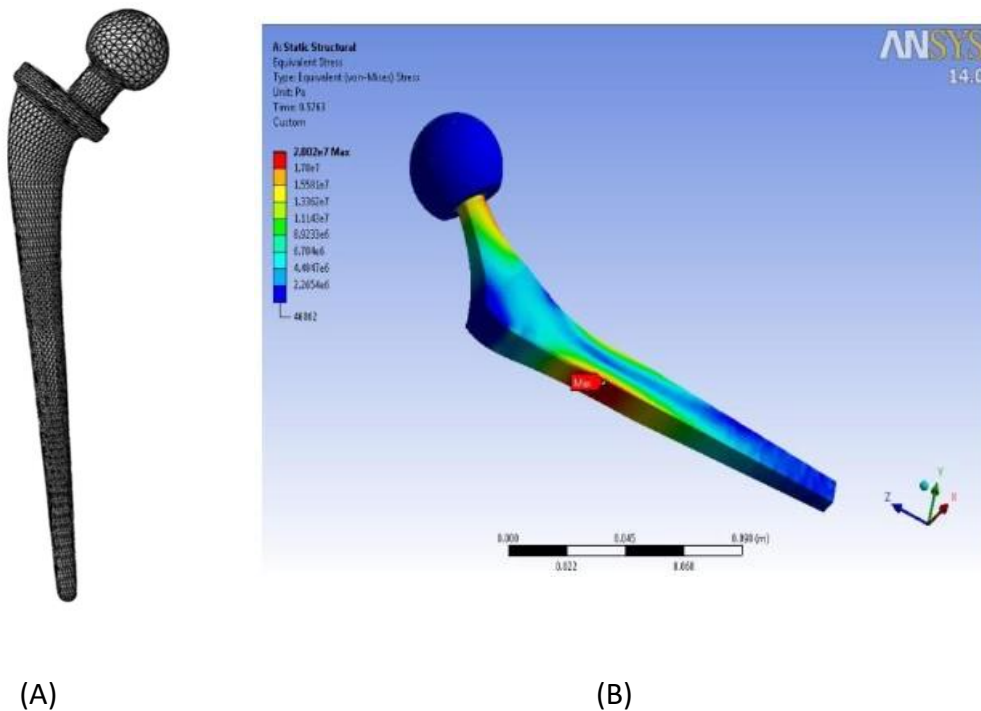 A: Static Structural
Equivalent Stress
Type: Equivalent (von-Mises) Stress
Unit: Pa
Time: 0.5263
Custom
2.002e7 Max
1.78e7
1.5581e7
1.3362e7
1.1143e7
8.9233e6
6.704e6
4.4847e6
2.2654e6
46062
ANSYS
14.0
Max
Y
Z
X
0.000
0.045
0.090 (m)
0.022
0.068
(A)
(B)